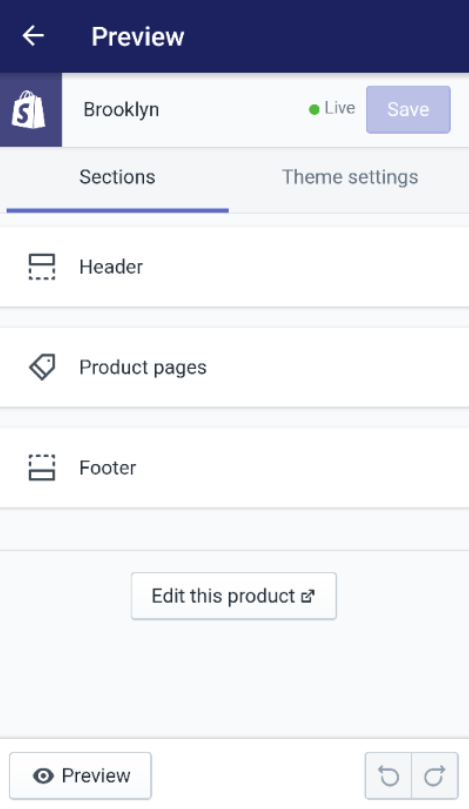 Preview
Brooklyn
Live
Save
Sections
Theme settings
Header
Product pages
Footer
Edit this product
Preview